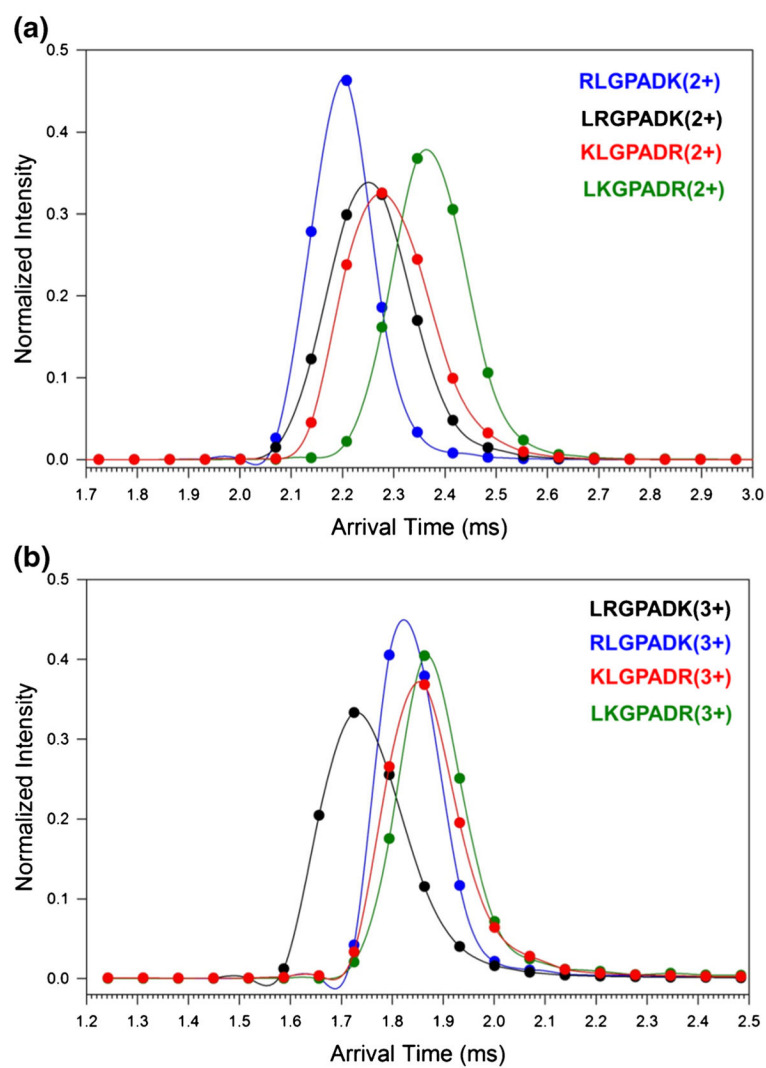 (a)
0.5
0.4
0.3
0.2
0.1
0.0
Normalized Intensity
RLGPADK(2+)
LRGPADK(2+)
KLGPADR(2+)
LKGPADR(2+)
1.7 1.8 1.9 2.0 2.1 2.2 2.3 2.4 2.5 2.6 2.7 2.8 2.9 3.0
Arrival Time (ms)
(b)
0.5
0.4
0.3
0.2
0.1
0.0
Normalized Intensity
LRGPADK(3+)
RLGPADK(3+)
KLGPADR(3+)
LKGPADR(3+)
1.2 1.3 1.4 1.5 1.6 1.7 1.8 1.9 2.0 2.1 2.2 2.3 2.4 2.5
Arrival Time (ms)